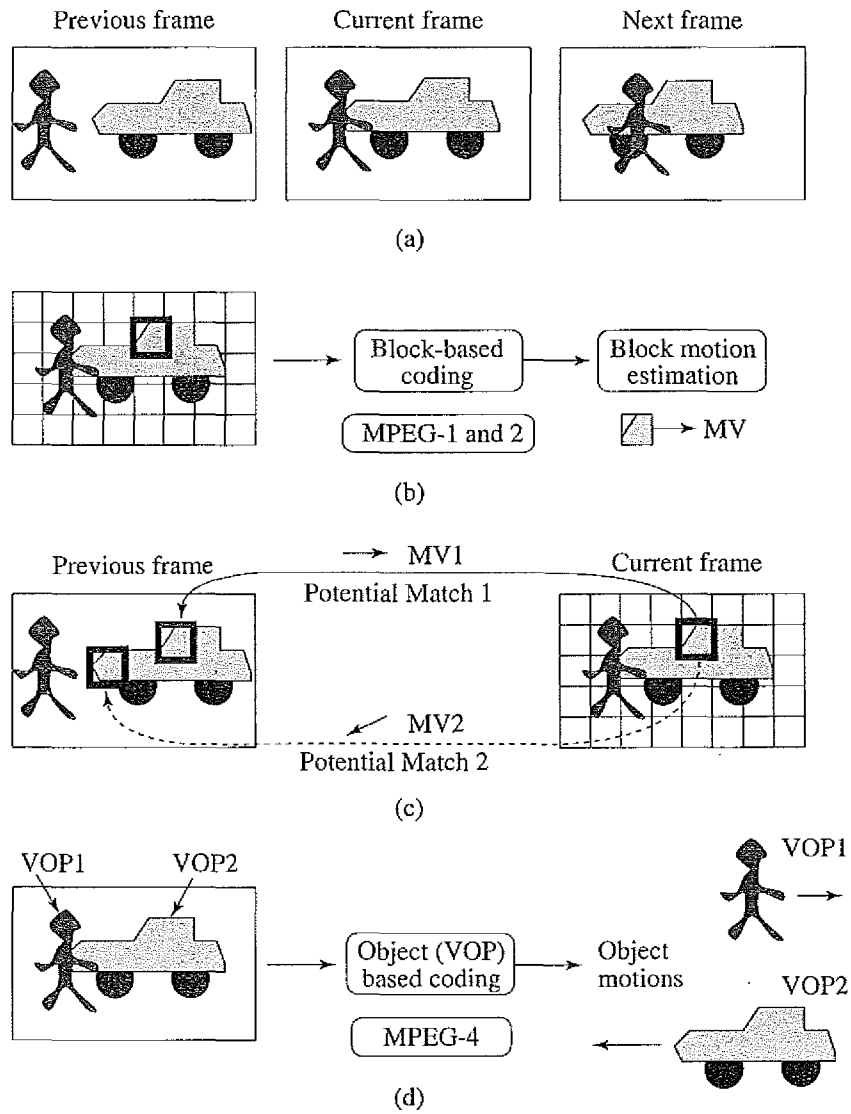 Previous frame
Current frame
Next frame
(a)
Block-based
coding
Block motion
estimation
MPEG-1 and 2
MV
(b)
Previous frame
MV1
Current frame
Potential Match 1
MV2
Potential Match 2
(c)
VOP1
VOP2
VOP1
Object (VOP)
based coding
Object
motions
VOP2
MPEG-4
(d)